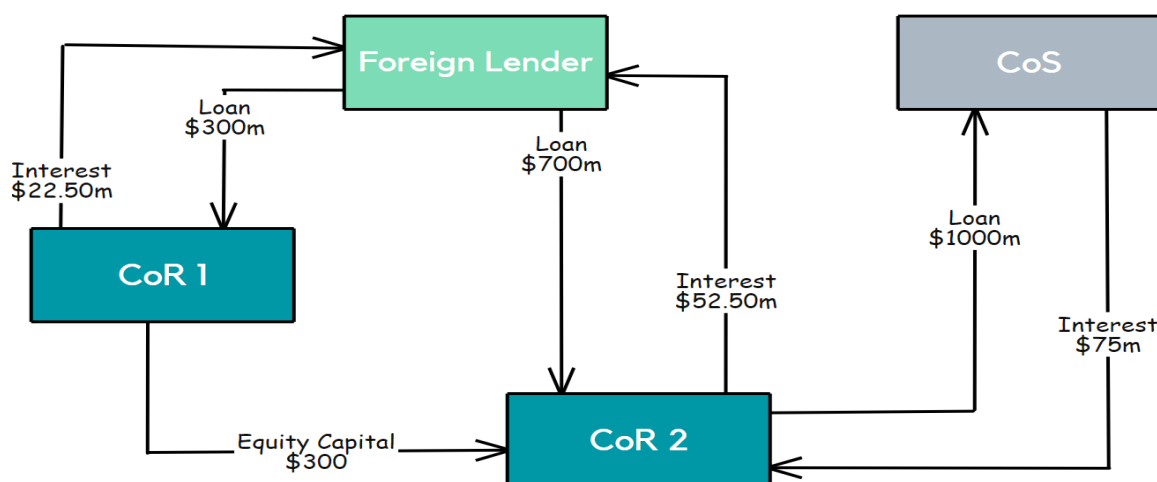 Foreign Lender
CoS
Loan
$300m
Loan
$700m
Interest
$22.50m
Loan
$1000m
CoR 1
Interest
$52.50m
Interest
$75m
Equity Capital
$300
CoR 2